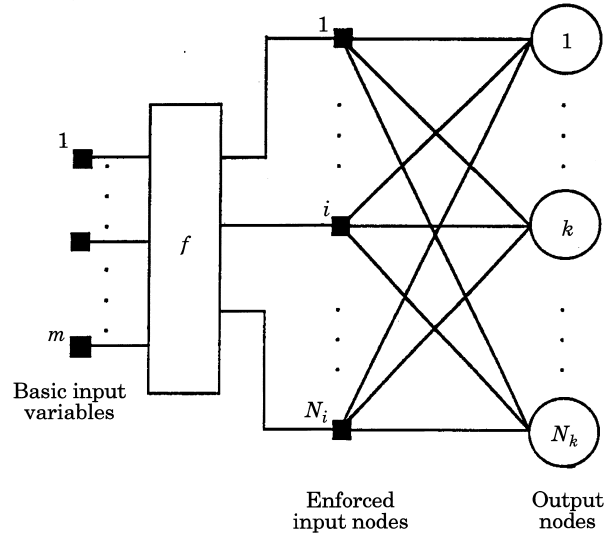 1
1
1
i
k
f
m
N_i
N_k
Basic input
variables
Enforced
input nodes
Output
nodes